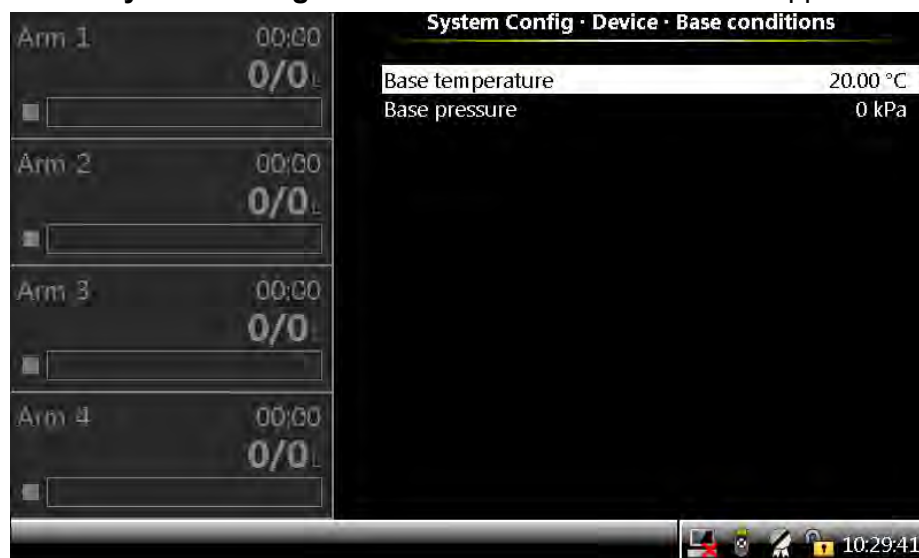 System Config · Device · Base conditions
Arm 1 00:00
0/0 L
Arm 2 00:00
0/0 L
Arm 3 00:00
0/0
Arm 4 00:00
0/0 L
Base temperature 20.00 °C
Base pressure 0 kPa
10:29:41